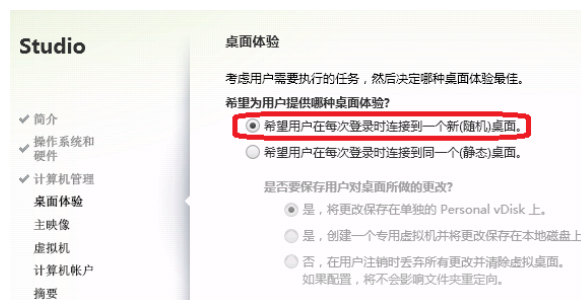 Studio
简介
操作系统和
硬件
计算机管理
桌面体验
主映像
虚拟机
计算机帐户
摘要
桌面体验
考虑用户需要执行的任务，然后决定哪种桌面体验最佳。
希望为用户提供哪种桌面体验?
希望用户在每次登录时连接到一个新(随机)桌面。
希望用户在每次登录时连接到同一个(静态)桌面。
是否要保存用户对桌面所做的更改?
是，将更改保存在单独的 Personal vDisk 上。
是，创建一个专用虚拟机并将更改保存在本地磁盘上
否，在用户注销时丢弃所有更改并清除虚拟桌面。
如果配置，将不会影响文件夹重定向。